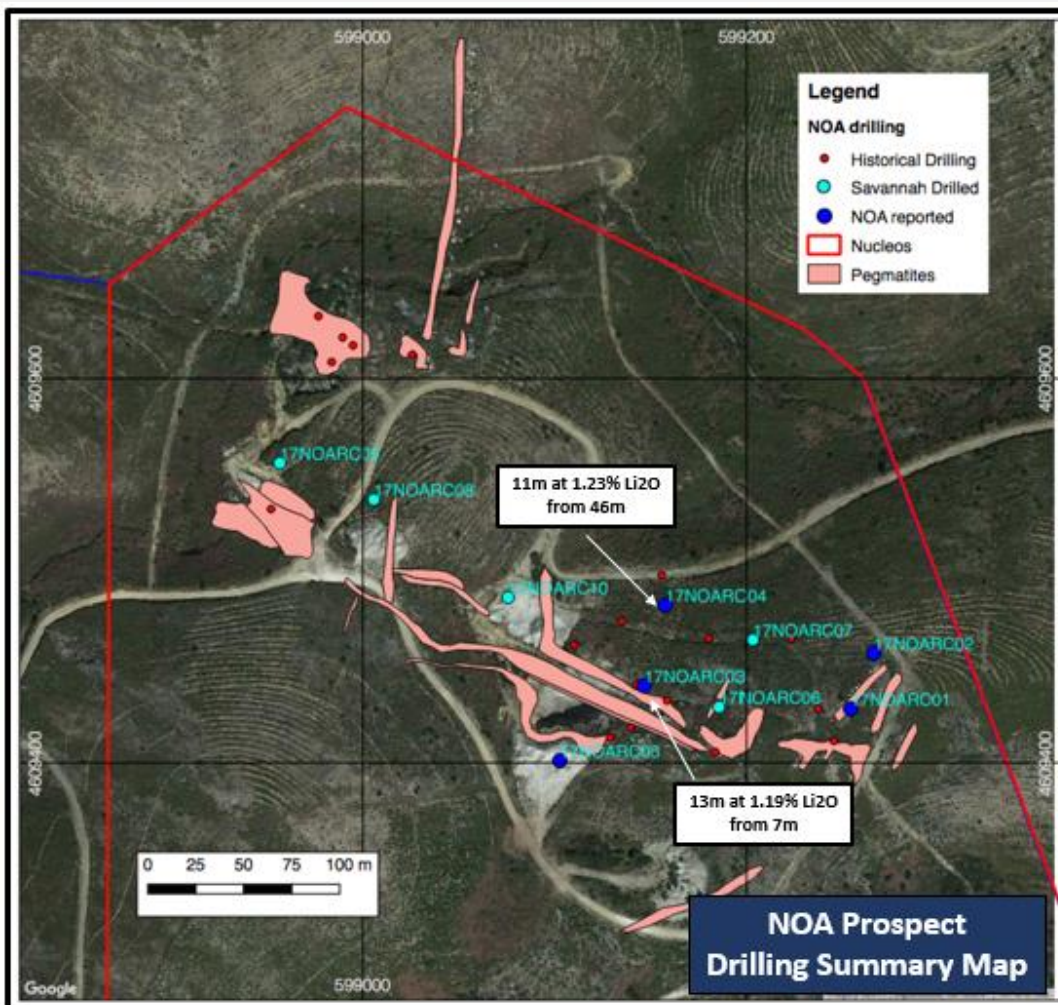 599000
599200
Legend
NOA drilling
Historical Drilling
Savannah Drilled
NOA reported
Nucleos
Pegmatites
4609600
4609600
17NOARC08
11m at 1.23% Li2O
from 46m
17NOARC10
17NOARC04
17NOARC07
17NOARC02
17NOARC03
17NOARC06
17NOARC01
4609400
4609400
13m at 1.19% Li2O
from 7m
0 25 50 75 100 m
NOA Prospect
Drilling Summary Map
Google
599000